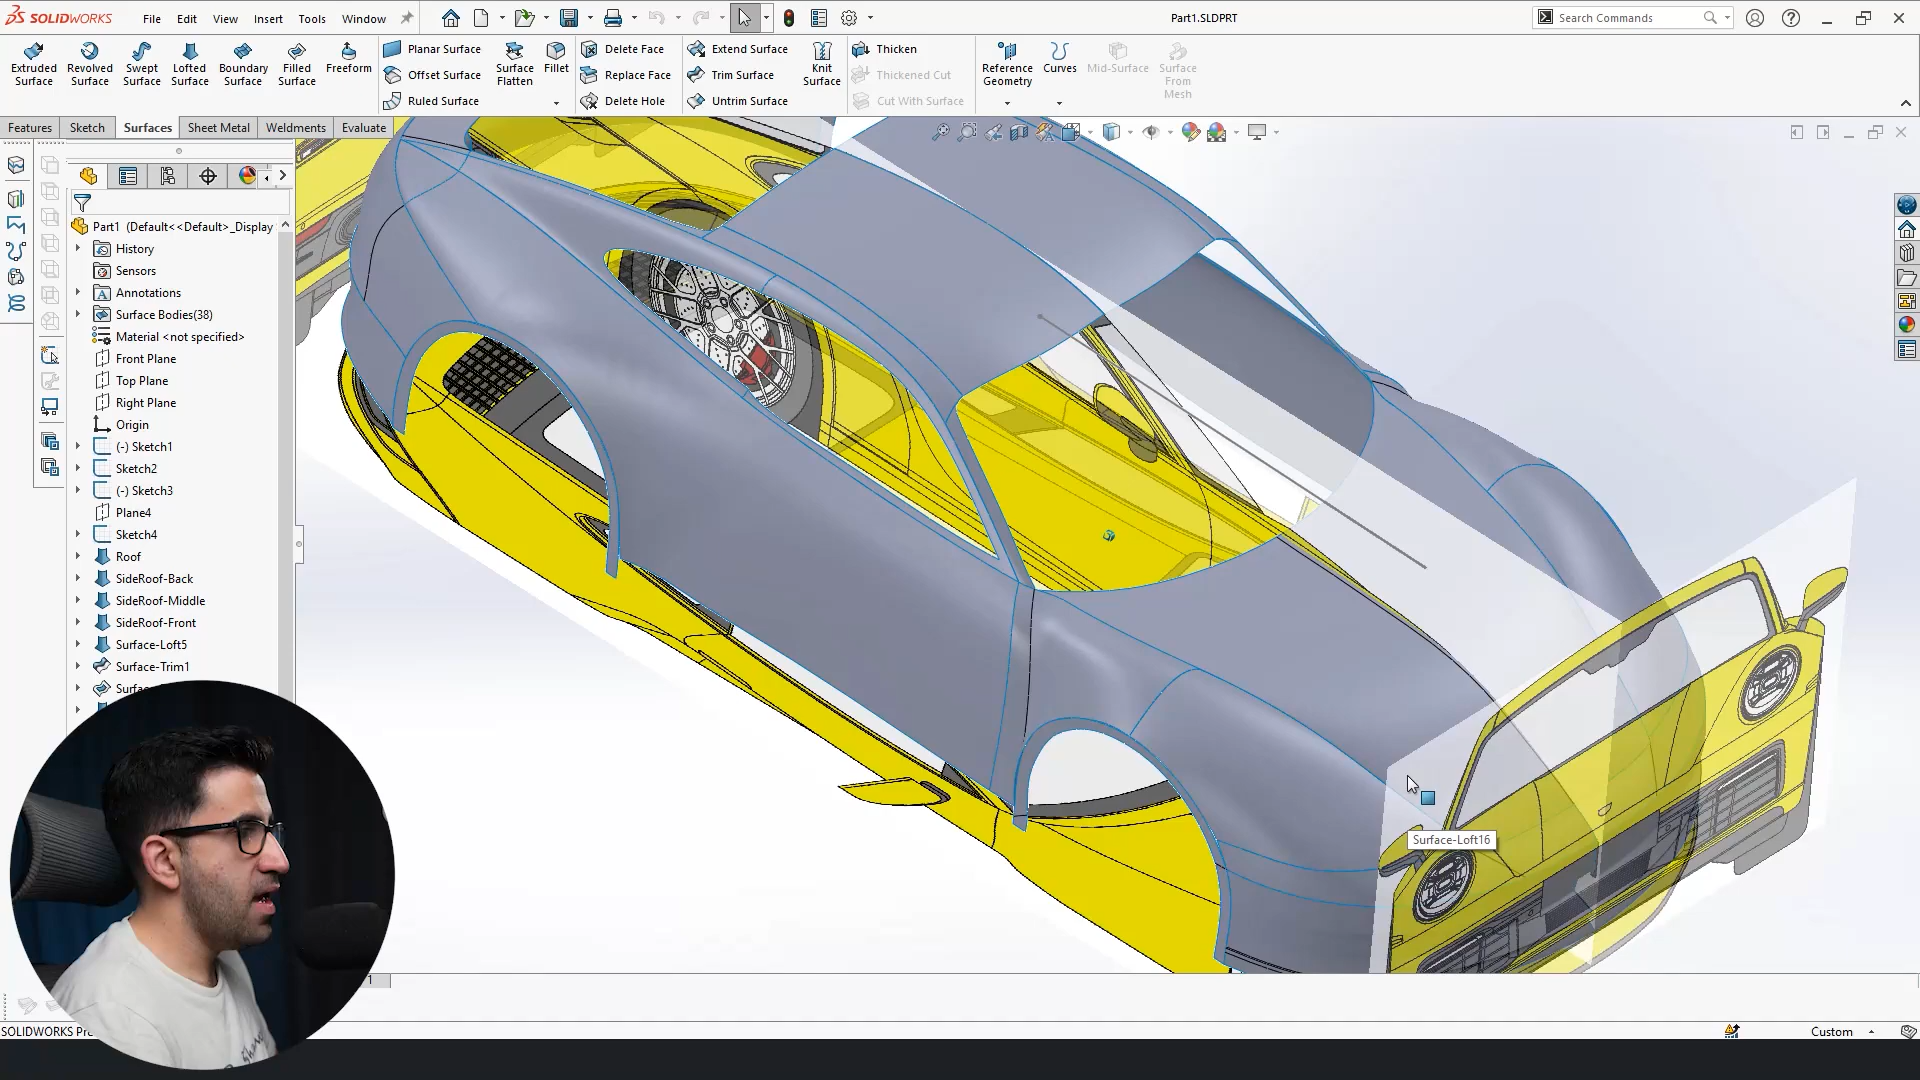 SOLIDWORKS
File
Edit
View
Insert
Tools
Window
Part1.SLDPRT
Search Commands
Extruded Surface
Revolved Surface
Swept Surface
Lofted Surface
Boundary Surface
Filled Surface
Freeform
Planar Surface
Offset Surface
Ruled Surface
Surface Flatten
Fillet
Delete Face
Replace Face
Delete Hole
Extend Surface
Trim Surface
Untrim Surface
Knit Surface
Thicken
Thickened Cut
Cut With Surface
Reference Geometry
Curves
Mid-Surface
Surface From Mesh
Features
Sketch
Surfaces
Sheet Metal
Weldments
Evaluate
Part1 (Default<<Default>_Display
History
Sensors
Annotations
Surface Bodies(38)
Material <not specified>
Front Plane
Top Plane
Right Plane
Origin
(-) Sketch1
Sketch2
(-) Sketch3
Plane4
Sketch4
Roof
SideRoof-Back
SideRoof-Middle
SideRoof-Front
Surface-Loft5
Surface-Trim1
Surface-Loft16
1
SOLIDWORKS
Custom